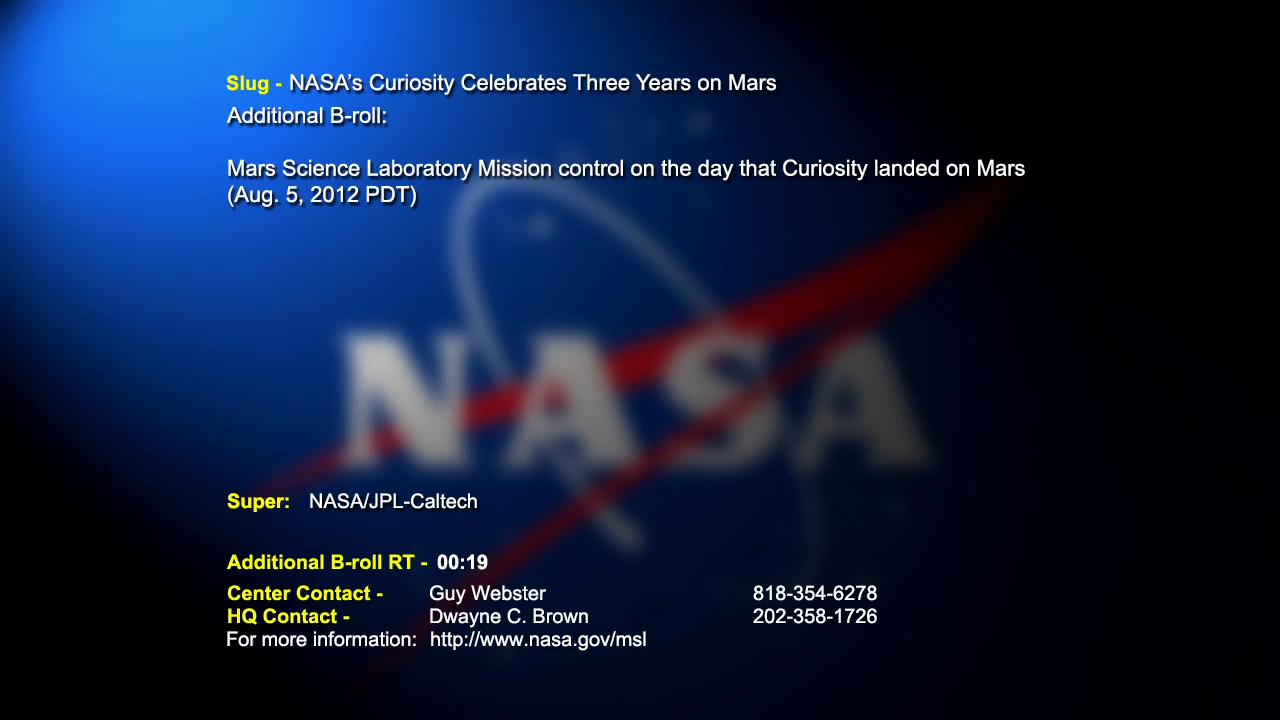 Slug - NASA’s Curiosity Celebrates Three Years on Mars
Additional B-roll:
Mars Science Laboratory Mission control on the day that Curiosity landed on Mars
(Aug. 5, 2012 PDT)
NASA
Super: NASA/JPL-Caltech
Additional B-roll RT - 00:19
Center Contact - Guy Webster 818-354-6278
HQ Contact - Dwayne C. Brown 202-358-1726
For more information: http://www.nasa.gov/msl